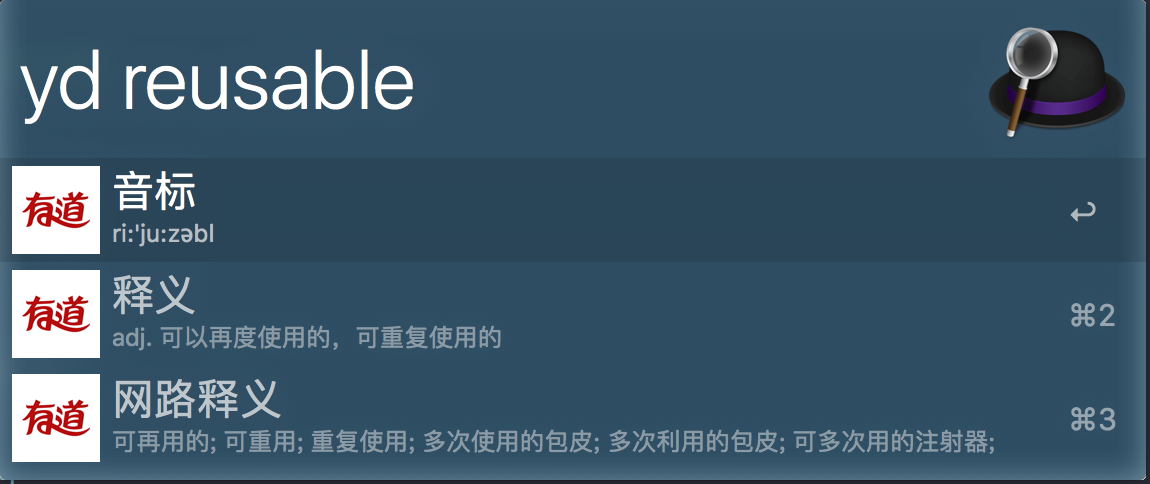 yd reusable
有道
音标
ri:'ju:zəbl
有道
释义
adj. 可以再度使用的，可重复使用的
⌘2
有道
网路释义
可再用的; 可重用; 重复使用; 多次使用的包皮; 多次利用的包皮; 可多次用的注射器;
⌘3